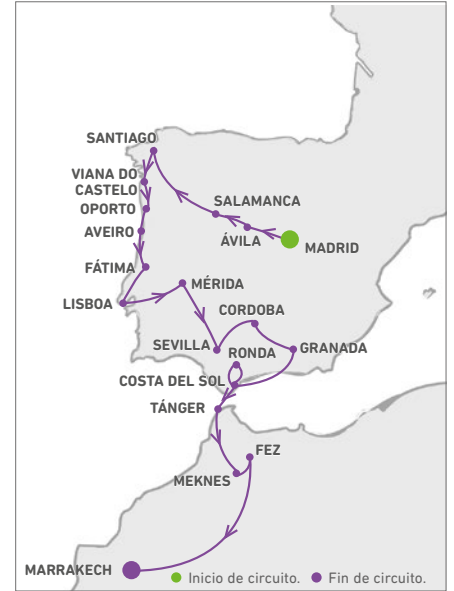 SANTIAGO
VIANA DO
CASTELO
OPORTO
AVEIRO
FÁTIMA
LISBOA
SALAMANCA
ÁVILA
MADRID
MÉRIDA
CORDOBA
SEVILLA
RONDA
GRANADA
COSTA DEL SOL
TÁNGER
FEZ
MEKNES
MARRAKECH
Inicio de circuito. Fin de circuito.